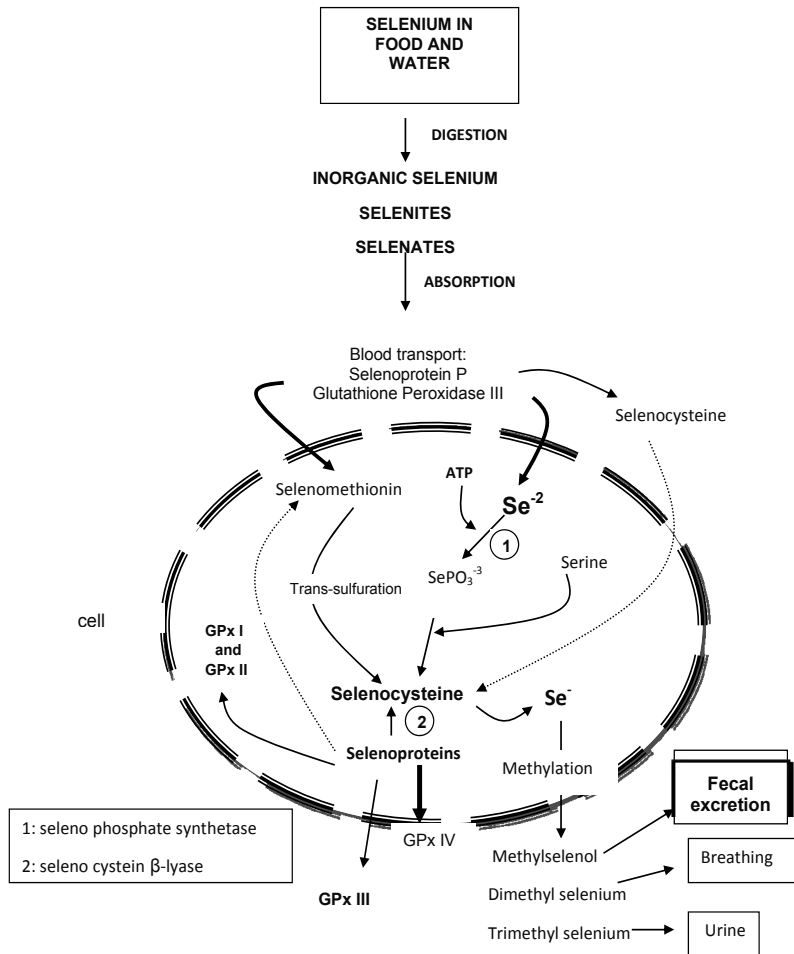 SELENIUM IN
FOOD AND
WATER
DIGESTION
INORGANIC SELENIUM
SELENITES
SELENATES
ABSORPTION
Blood transport:
Selenoprotein P
Glutathione Peroxidase III
Selenocysteine
Selenomethionin
ATP
Se-2
1
SePO3-3
Serine
Trans-sulfuration
cell
GPx I
and
GPx II
Selenocysteine
Se-
2
Selenoproteins
Methylation
Fecal
excretion
1: seleno phosphate synthetase
2: seleno cystein β-lyase
GPx IV
GPx III
Methylselenol
Breathing
Dimethyl selenium
Trimethyl selenium
Urine